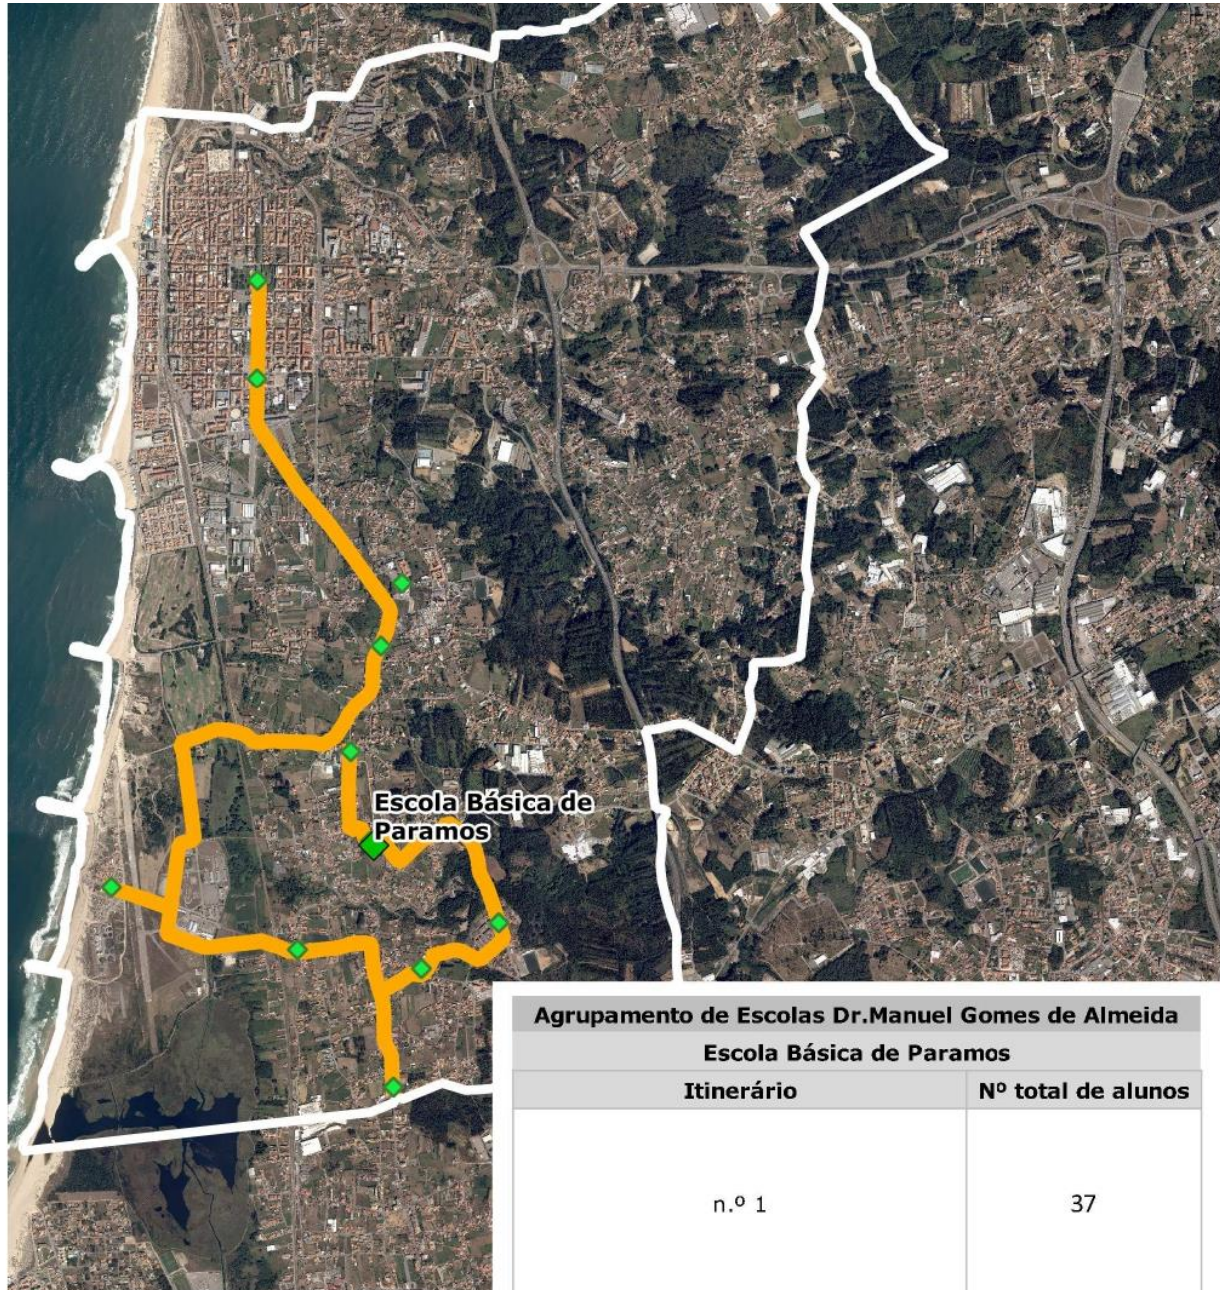 Escola Básica de
Paramos
Agrupamento de Escolas Dr.Manuel Gomes de Almeida
Escola Básica de Paramos
Itinerário Nº total de alunos
n.º 1 37